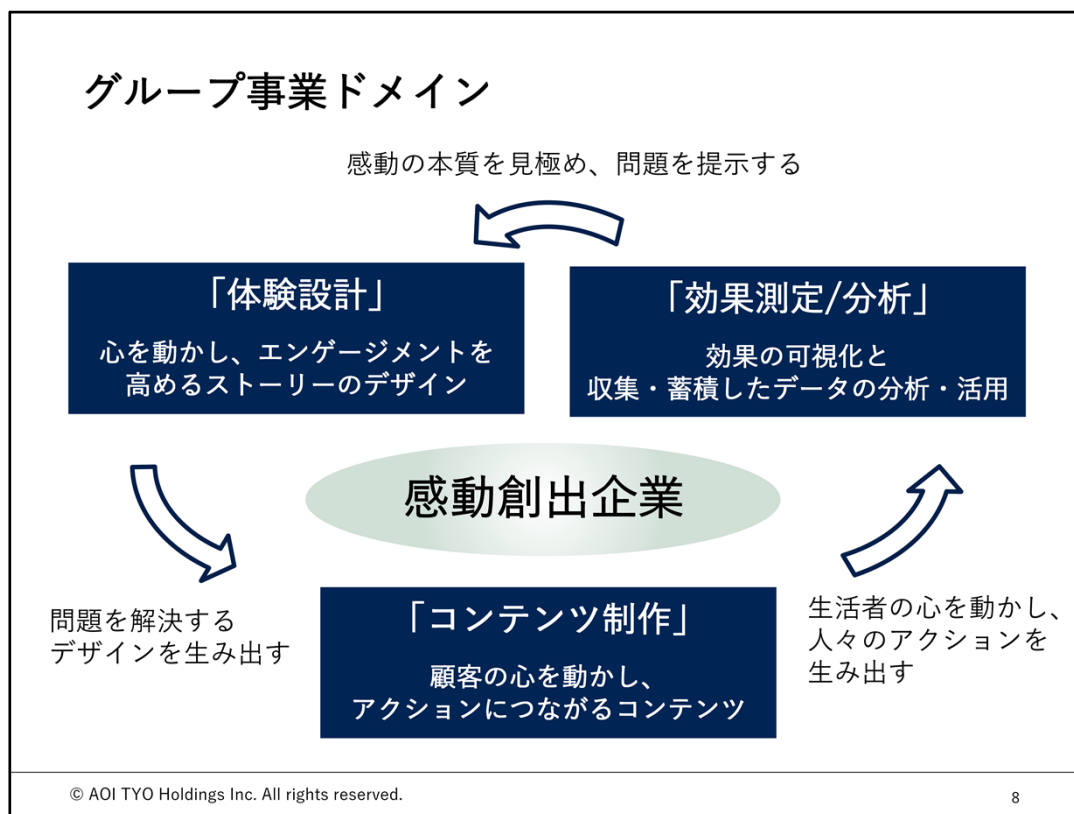 グループ事業ドメイン
感動の本質を見極め、問題を提示する
「体験設計」
心を動かし、エンゲージメントを
高めるストーリーのデザイン
「効果測定/分析」
効果の可視化と
収集・蓄積したデータの分析・活用
感動創出企業
問題を解決する
デザインを生み出す
「コンテンツ制作」
顧客の心を動かし、
アクションにつながるコンテンツ
生活者の心を動かし、
人々のアクションを
生み出す
© AOI TYO Holdings Inc. All rights reserved.
8